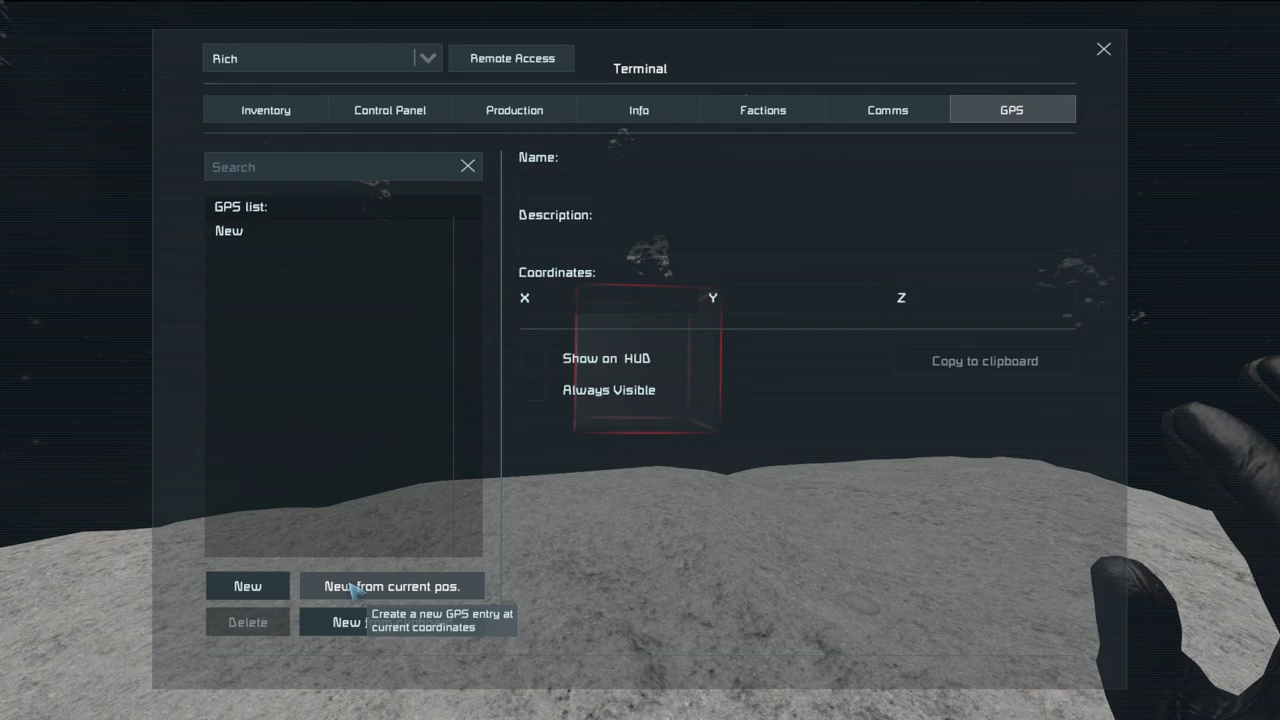 Rich
Remote Access
Terminal
Inventory
Control Panel
Production
Info
Factions
Comms
GPS
Search
GPS list:
New
Name:
Description:
Coordinates:
X
Y
Z
Show on HUD
Always Visible
Copy to clipboard
New
New from current pos.
Delete
New
Create a new GPS entry at
current coordinates